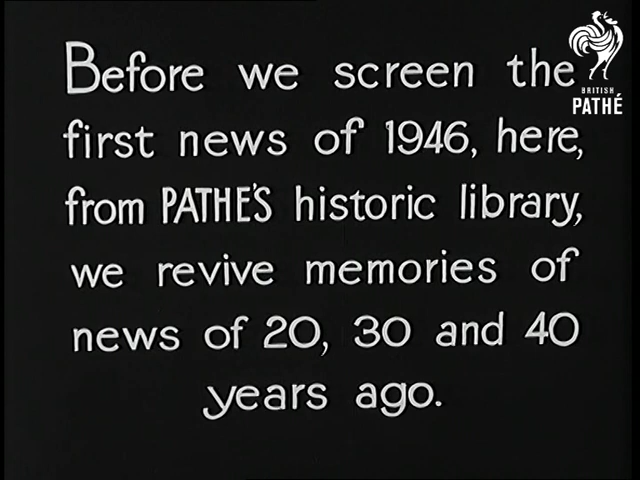 Before we screen the
first news of 1946, here,
from PATHE'S historic library,
we revive memories of
news of 20, 30 and 40
years ago.
BRITISH
PATHÉ